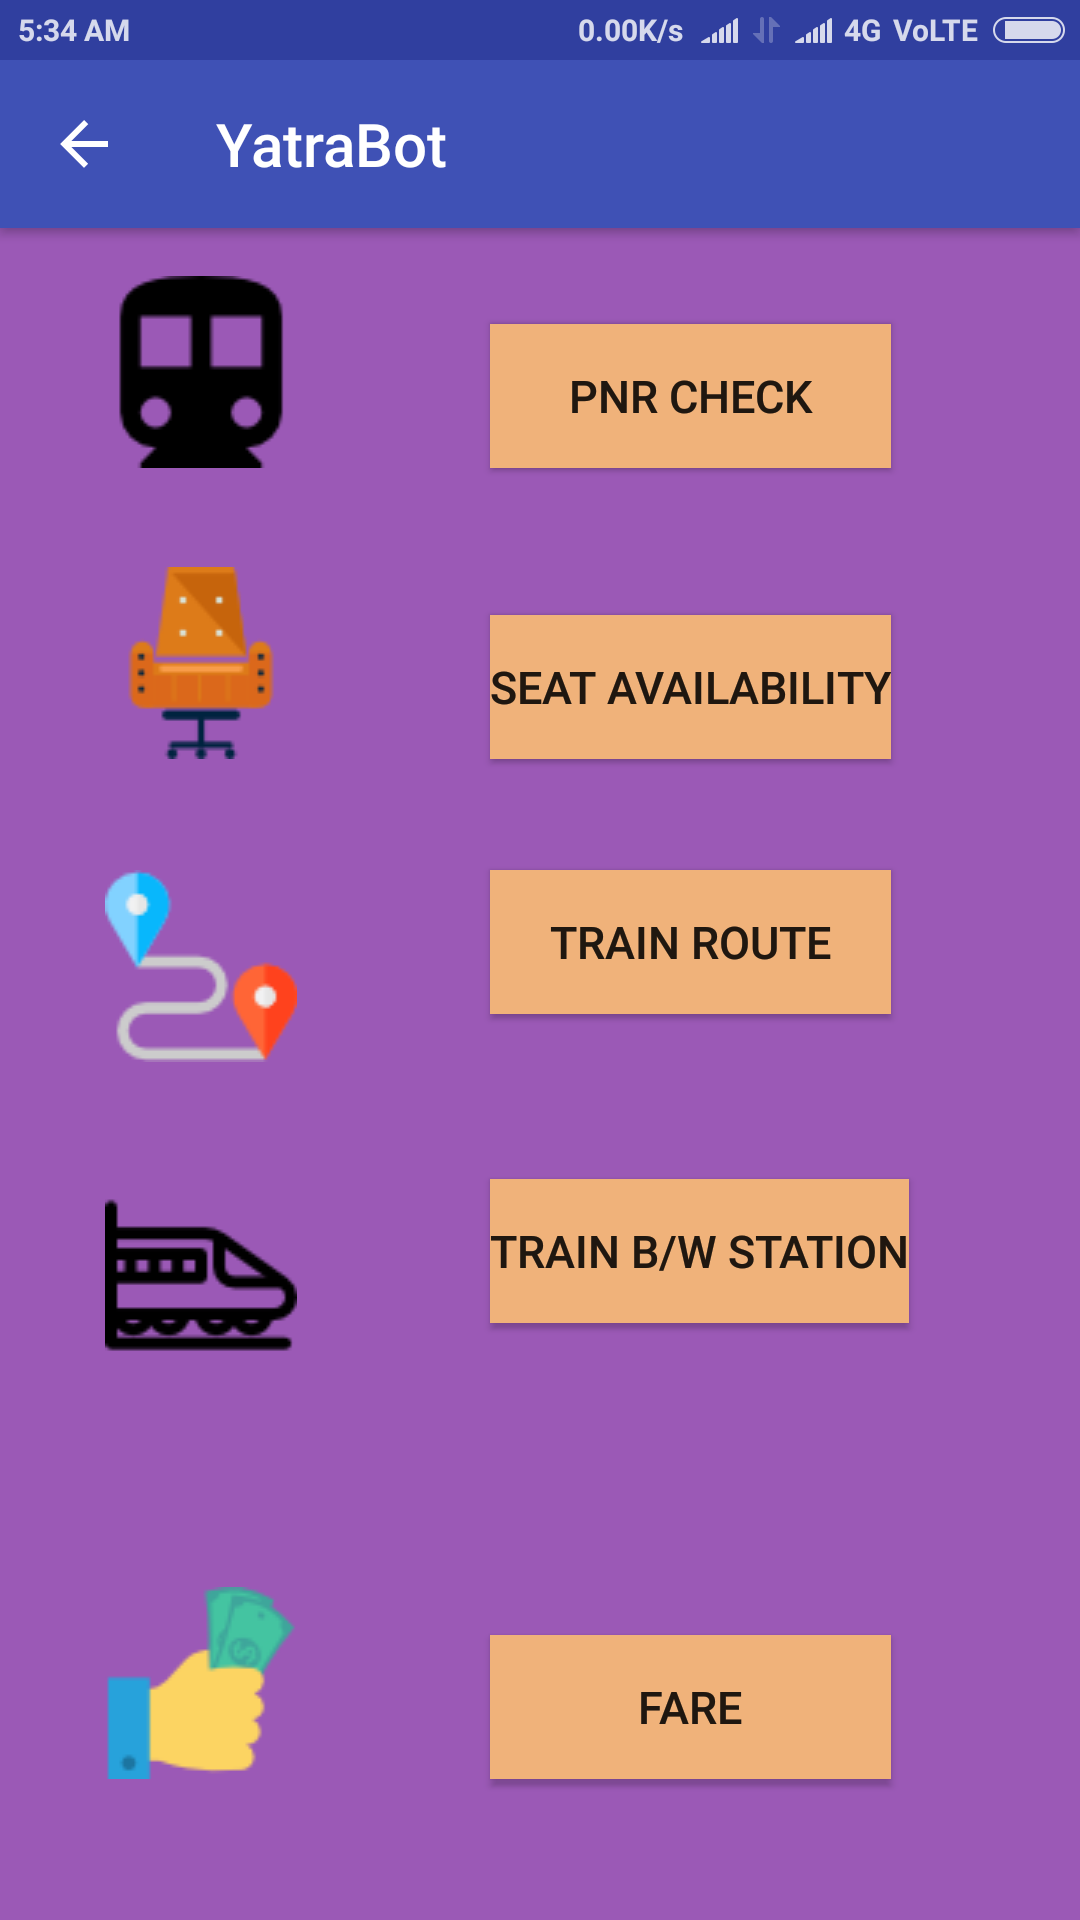 5:34 AM 0.00K/s 4G VoLTE
YatraBot
PNR CHECK
SEAT AVAILABILITY
TRAIN ROUTE
TRAIN B/W STATION
FARE